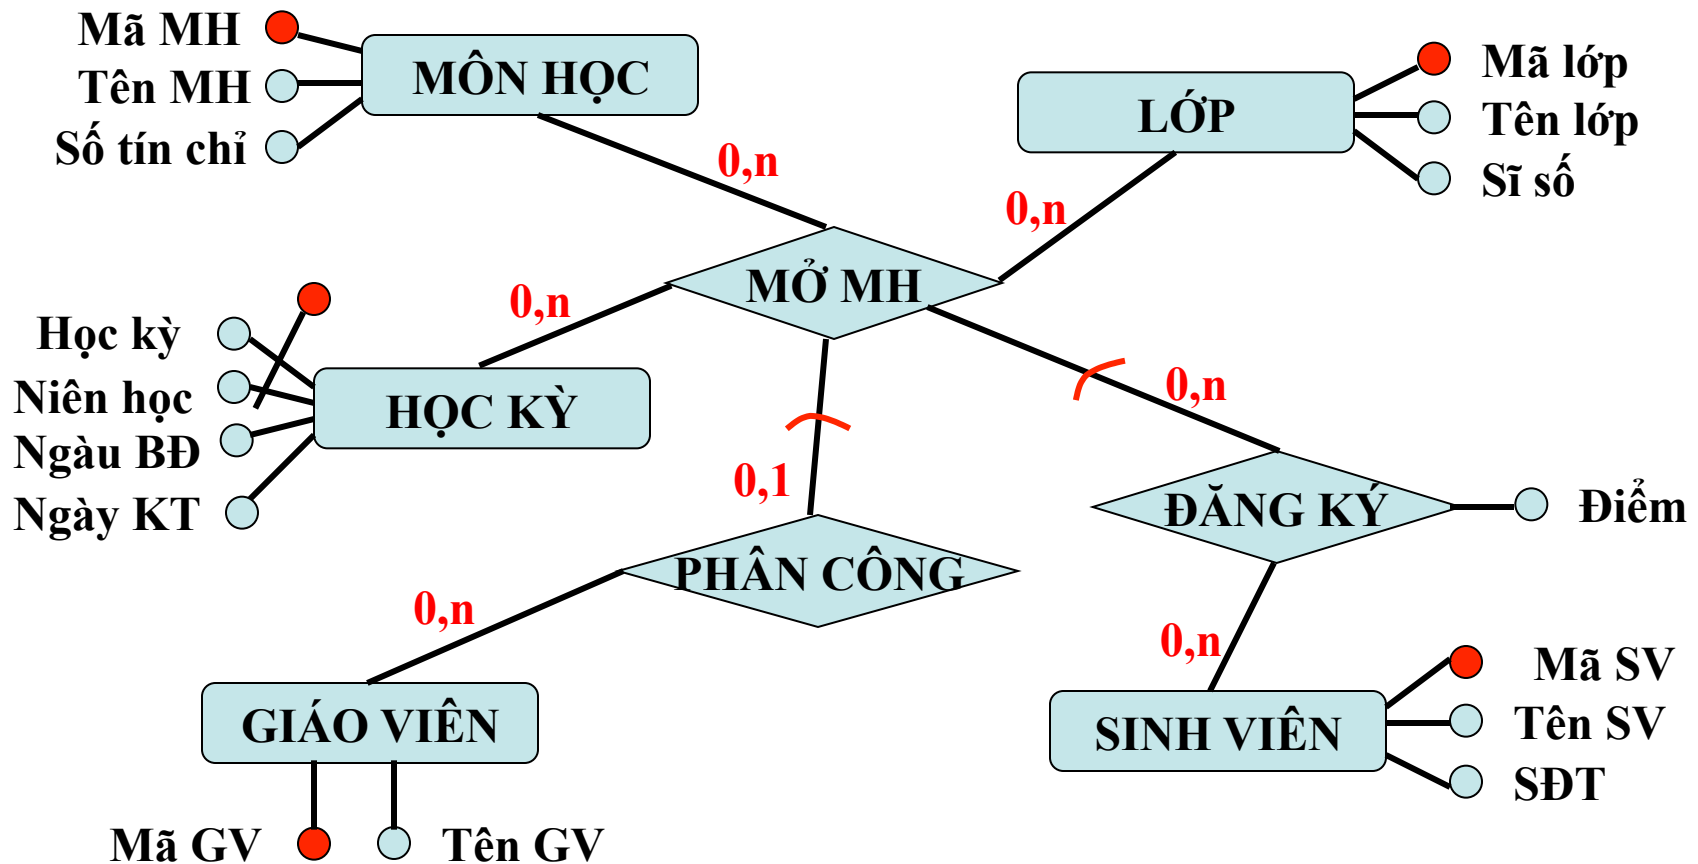 Mã MH
Tên MH
Số tín chỉ
MÔN HỌC
0,n
LỚP
Mã lớp
Tên lớp
Sĩ số
0,n
MỞ MH
0,n
Học kỳ
Niên học
Ngàu BĐ
Ngày KT
HỌC KỲ
0,n
0,1
ĐĂNG KÝ
Điểm
PHÂN CÔNG
0,n
0,n
GIÁO VIÊN
Mã GV
Tên GV
SINH VIÊN
Mã SV
Tên SV
SĐT